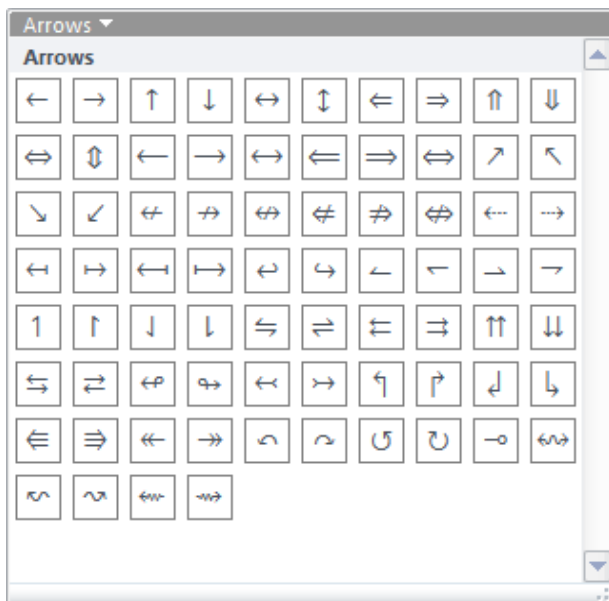 Arrows
Arrows
← → ↑ ↓ ↔ ↕ ⇐ ⇒ ⇑ ⇓
⇔ ⇕ ⟵ ⟶ ⟷ ⟸ ⟹ ⟺ ↗ ↖
↘ ↙ ↚ ↛ ↮ ⇍ ⇏ ⇎ ⇠ ⇢
↤ ↦ ⟻ ⟼ ↩ ↪ ↼ ↽ ⇀ ⇁
↿ ↾ ⇃ ⇂ ⇋ ⇌ ⇇ ⇉ ⇈ ⇊
⇆ ⇄ ↫ ↬ ↢ ↣ ↰ ↱ ↲ ↳
⇚ ⇛ ↞ ↠ ↶ ↷ ↺ ↻ ⊸ ↭
↜ ↝ ⇜ ⇝